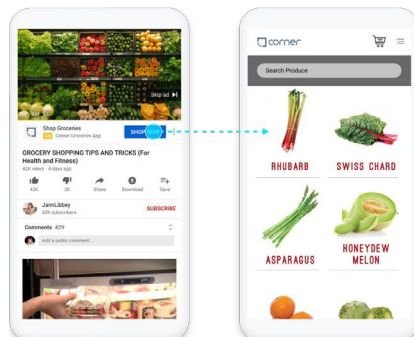 Skip ad
Shop Groceries
Ad Corner Groceries App
SHOP NOW
GROCERY SHOPPING TIPS AND TRICKS (For
Health and Fitness)
42K views · 4 days ago
42K
2K
Share
Download
Save
JannLibbey
42K subscribers
SUBSCRIBE
Comments 429
Add a public comment...
corner
Search Produce
RHUBARB
SWISS CHARD
ASPARAGUS
HONEYDEW
MELON